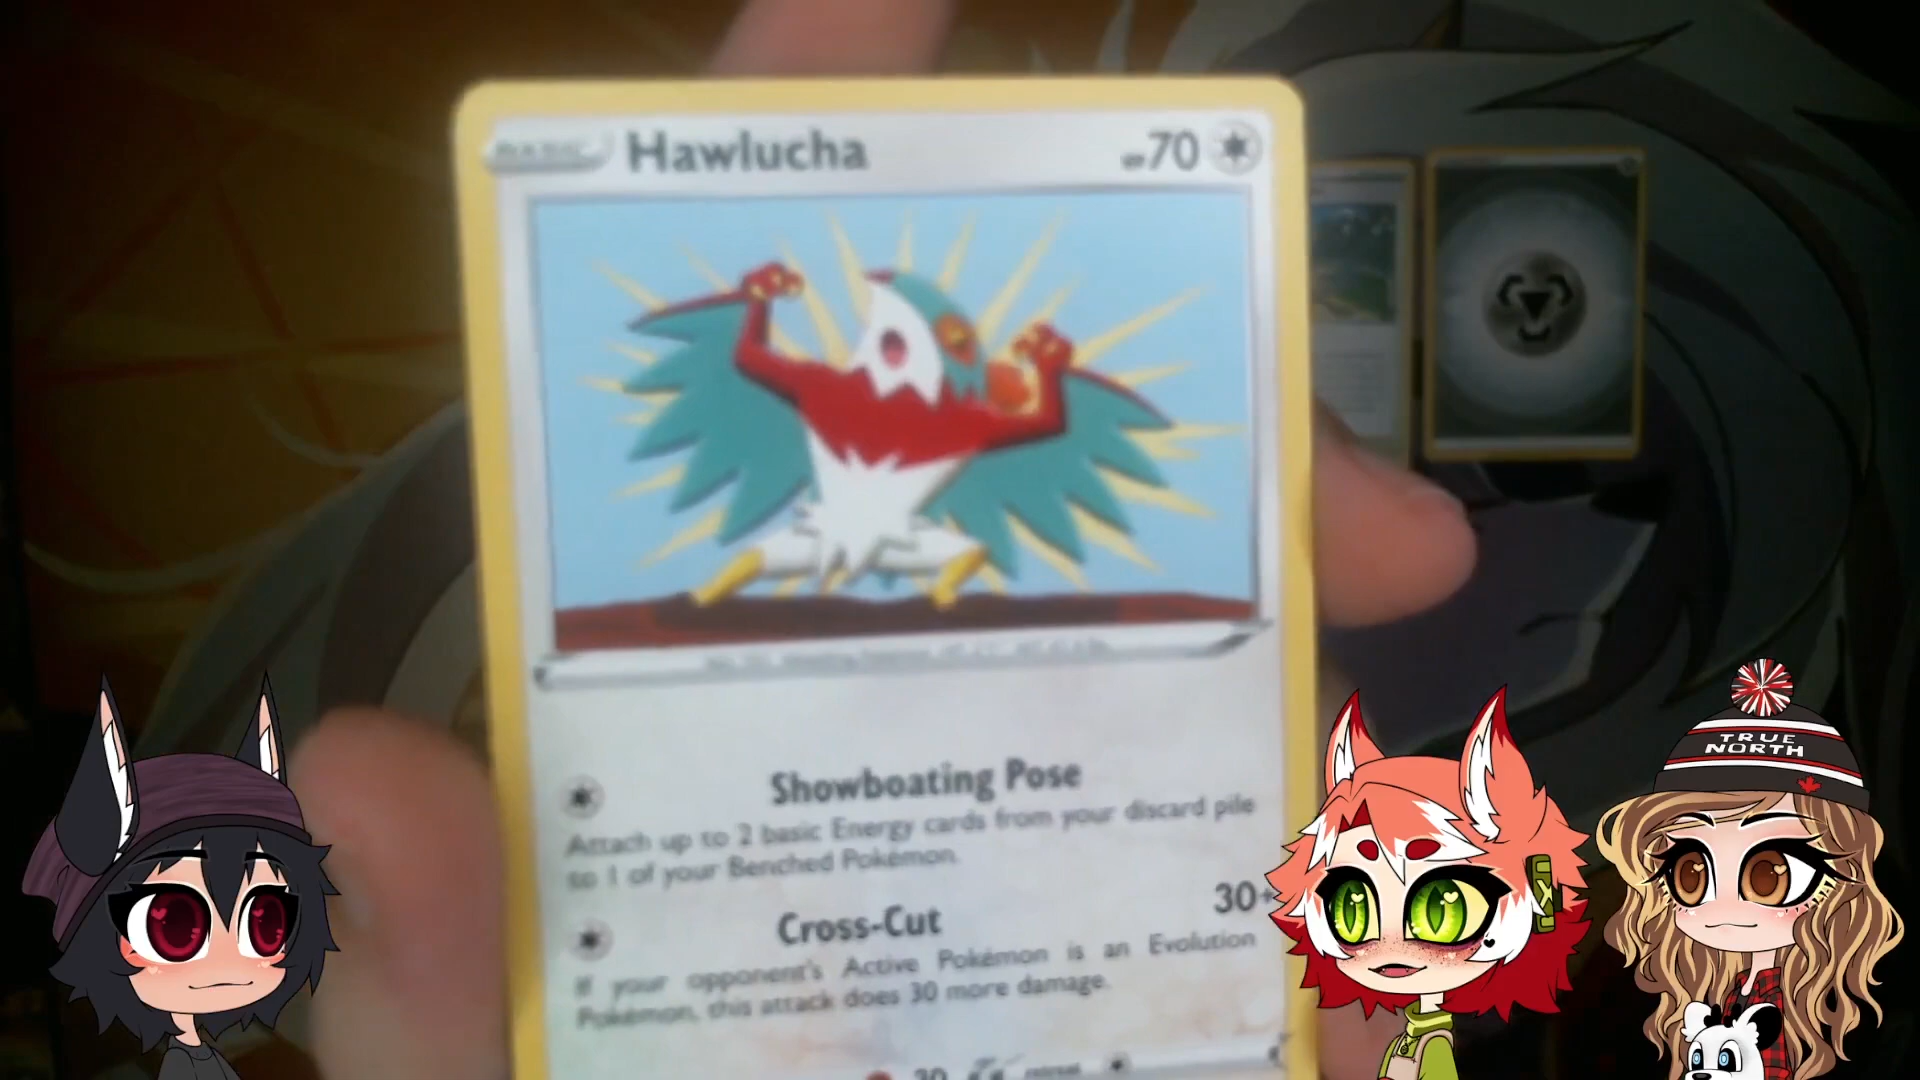 Hawlucha
70
Showboating Pose
Attach up to 2 basic Energy cards from your discard pile
to 1 of your Benched Pokémon.
Cross-Cut
30+
If your opponent's Active Pokémon is an Evolution
Pokémon, this attack does 30 more damage.
30
TRUE
NORTH